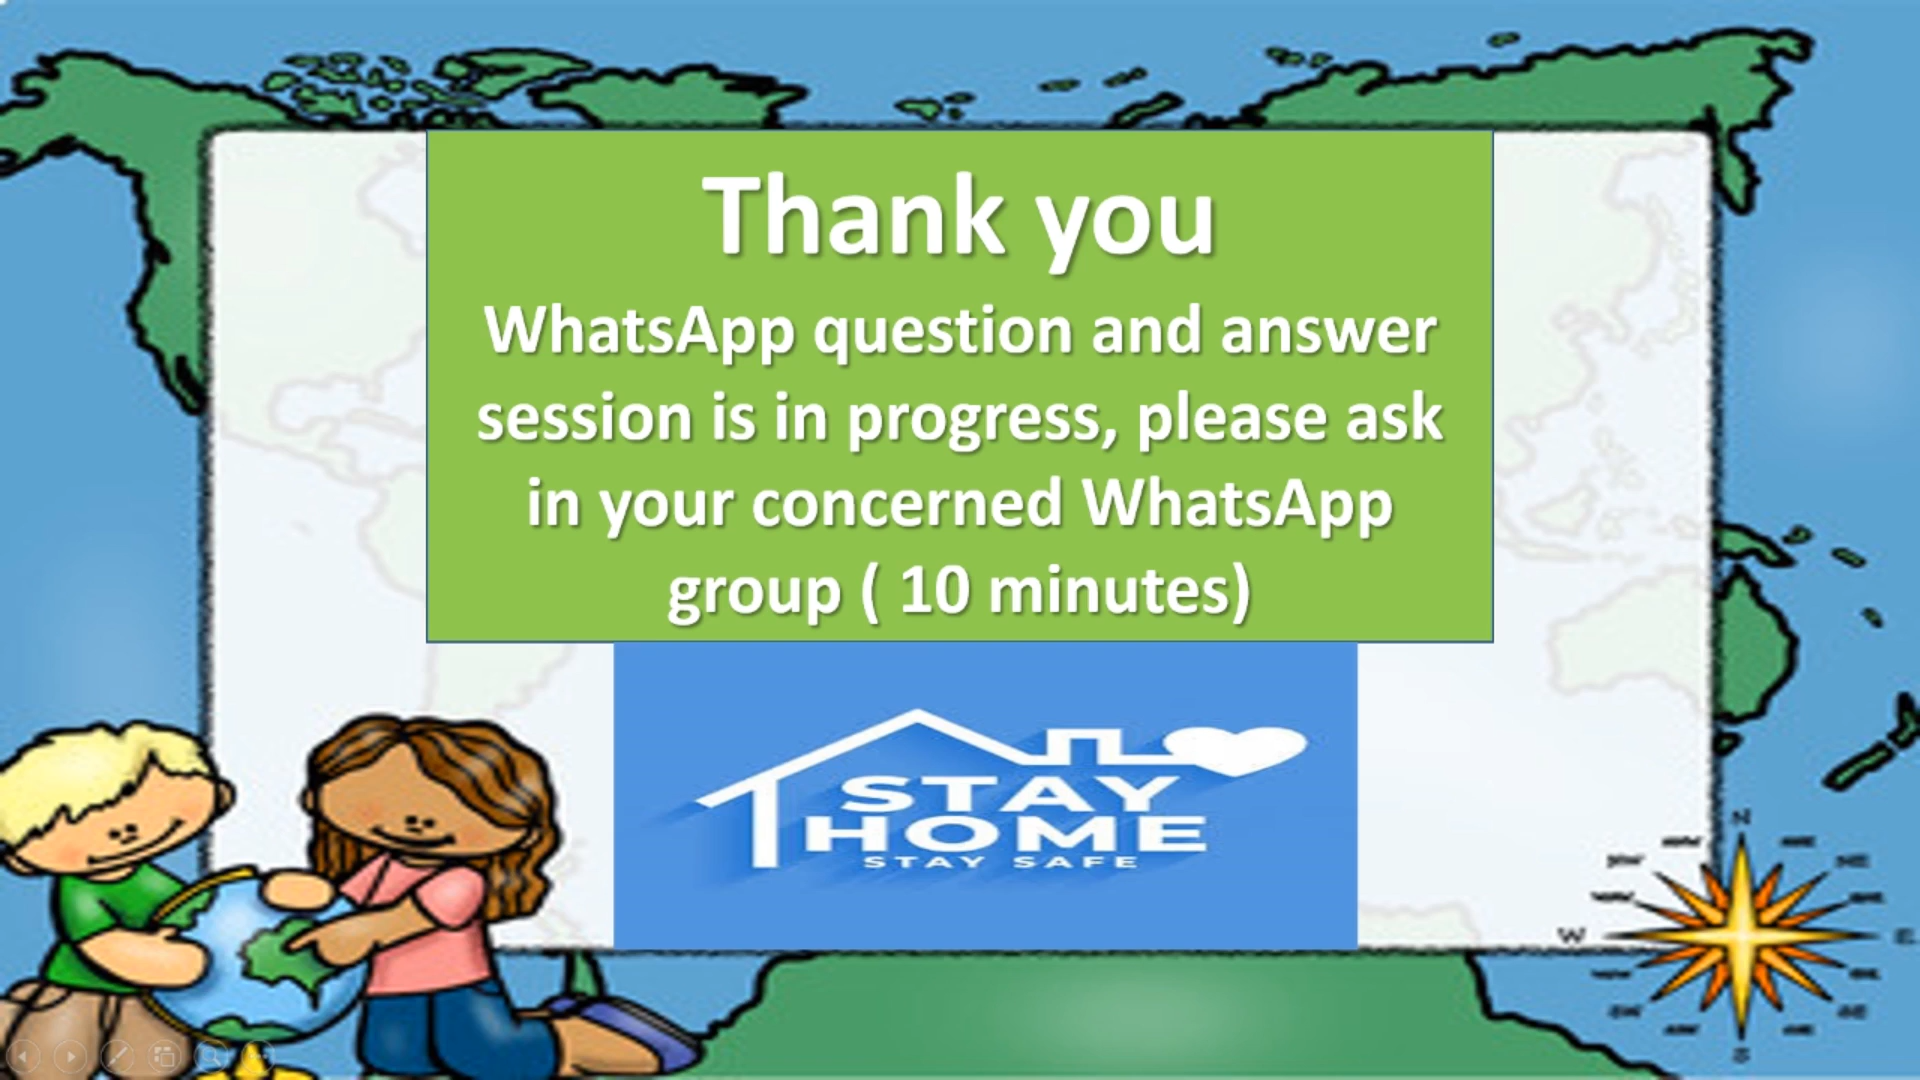 Thank you
WhatsApp question and answer
session is in progress, please ask
in your concerned WhatsApp
group ( 10 minutes)
STAY
HOME
STAY SAFE
N
NE
W
E
S